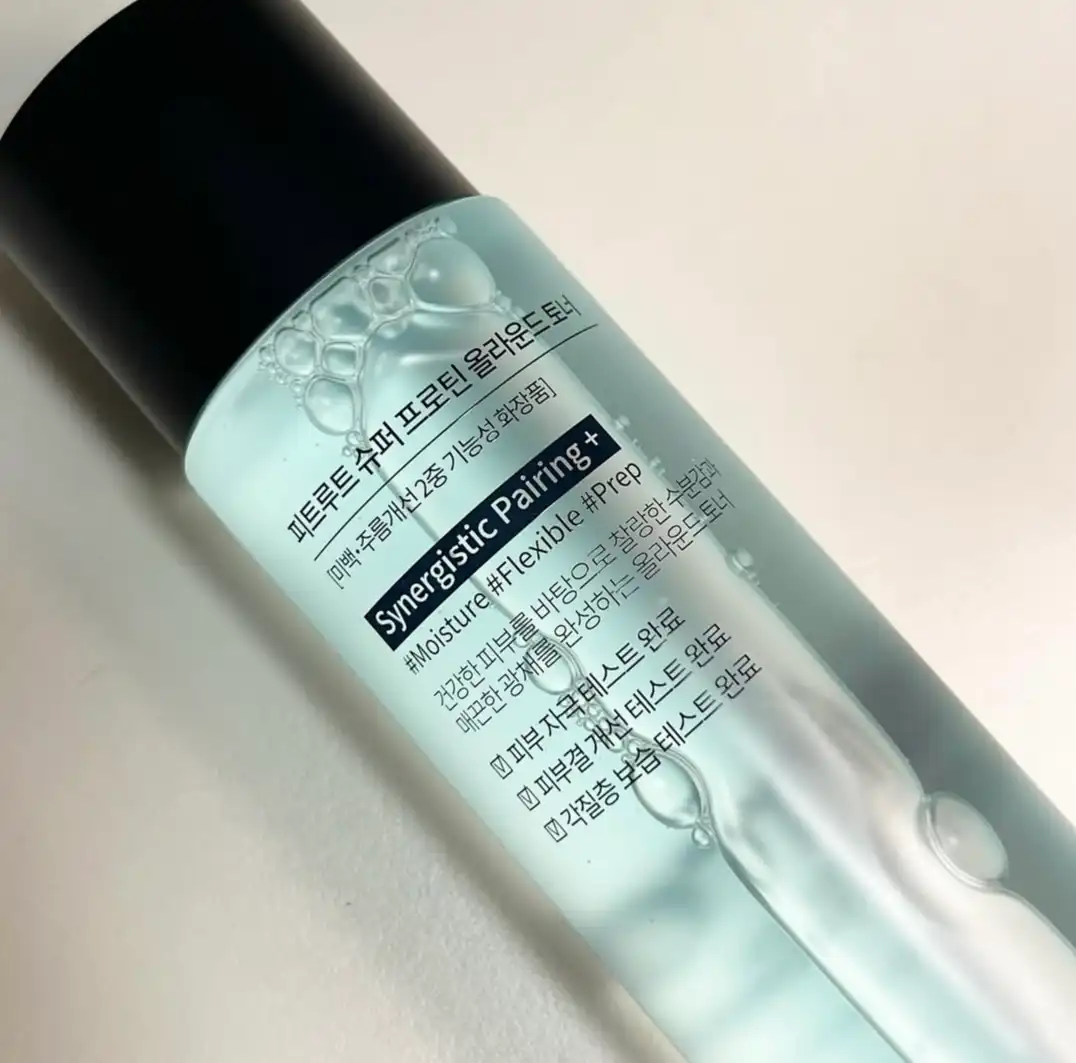 피트루트 슈퍼 프로틴 올라운드 토너
[미백•주름개선 2중 기능성 화장품]
Synergistic Pairing +
#Moisture #Flexible #Prep
건강한 피부를 바탕으로 찰랑한 수분감과
매끈한 광채를 완성하는 올라운드 토너
☑ 피부 자극 테스트 완료
☑ 피부결 개선 테스트 완료
☑ 각질층 보습 테스트 완료